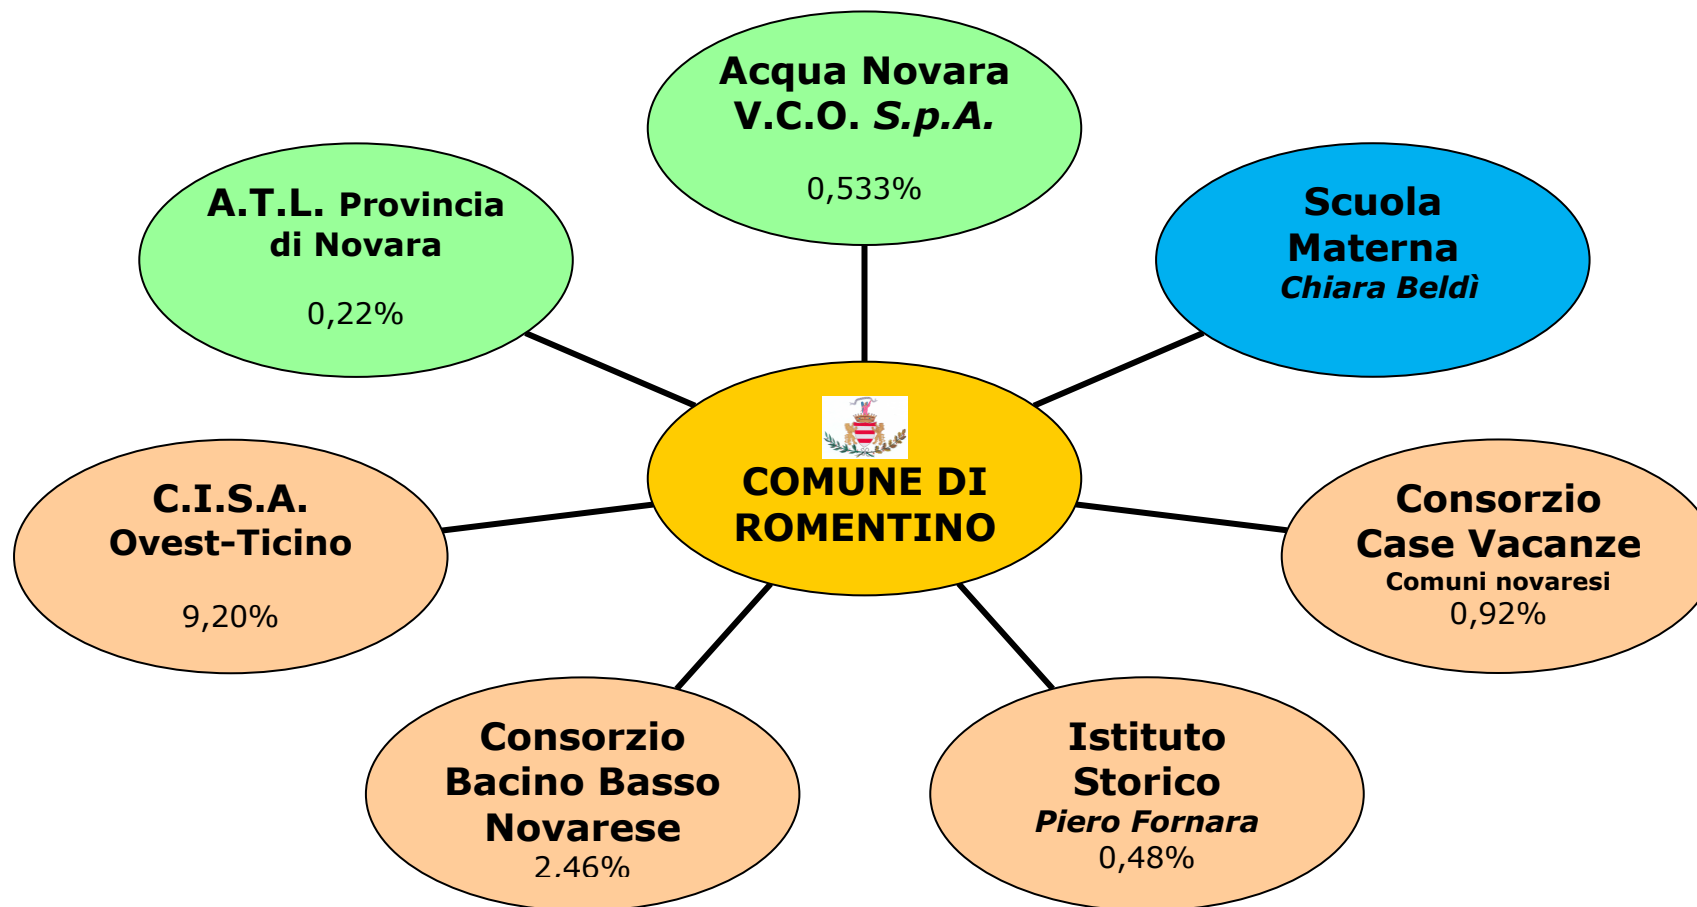 Acqua Novara
V.C.O. S.p.A.
0,533%
A.T.L. Provincia
di Novara
0,22%
Scuola
Materna
Chiara Beldì
COMUNE DI
ROMENTINO
C.I.S.A.
Ovest-Ticino
9,20%
Consorzio
Case Vacanze
Comuni novaresi
0,92%
Consorzio
Bacino Basso
Novarese
2,46%
Istituto
Storico
Piero Fornara
0,48%